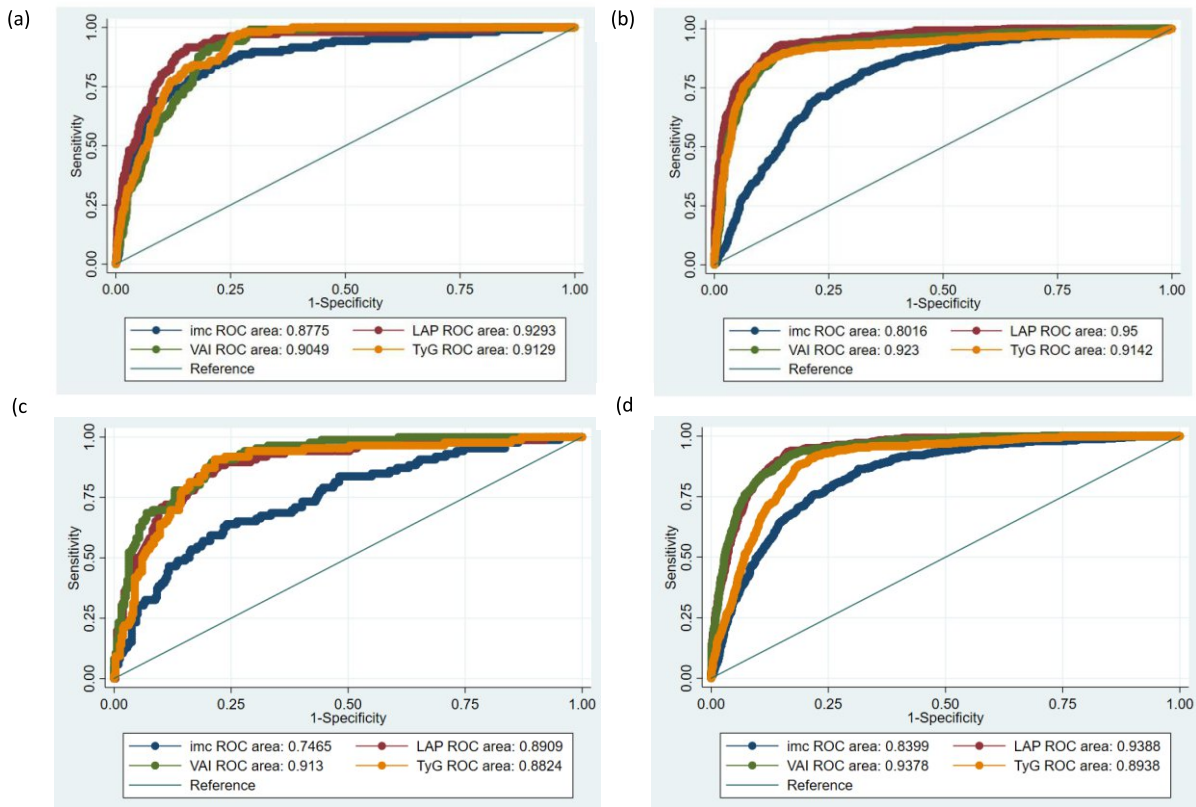 (a)
Sensitivity
1.00
0.75
0.50
0.25
0.00
0.00 0.25 0.50 0.75 1.00
1-Specificity
imc ROC area: 0.8775 LAP ROC area: 0.9293
VAI ROC area: 0.9049 TyG ROC area: 0.9129
Reference
(b)
Sensitivity
1.00
0.75
0.50
0.25
0.00
0.00 0.25 0.50 0.75 1.00
1-Specificity
imc ROC area: 0.8016 LAP ROC area: 0.95
VAI ROC area: 0.923 TyG ROC area: 0.9142
Reference
(c)
Sensitivity
1.00
0.75
0.50
0.25
0.00
0.00 0.25 0.50 0.75 1.00
1-Specificity
imc ROC area: 0.7465 LAP ROC area: 0.8909
VAI ROC area: 0.913 TyG ROC area: 0.8824
Reference
(d)
Sensitivity
1.00
0.75
0.50
0.25
0.00
0.00 0.25 0.50 0.75 1.00
1-Specificity
imc ROC area: 0.8399 LAP ROC area: 0.9388
VAI ROC area: 0.9378 TyG ROC area: 0.8938
Reference